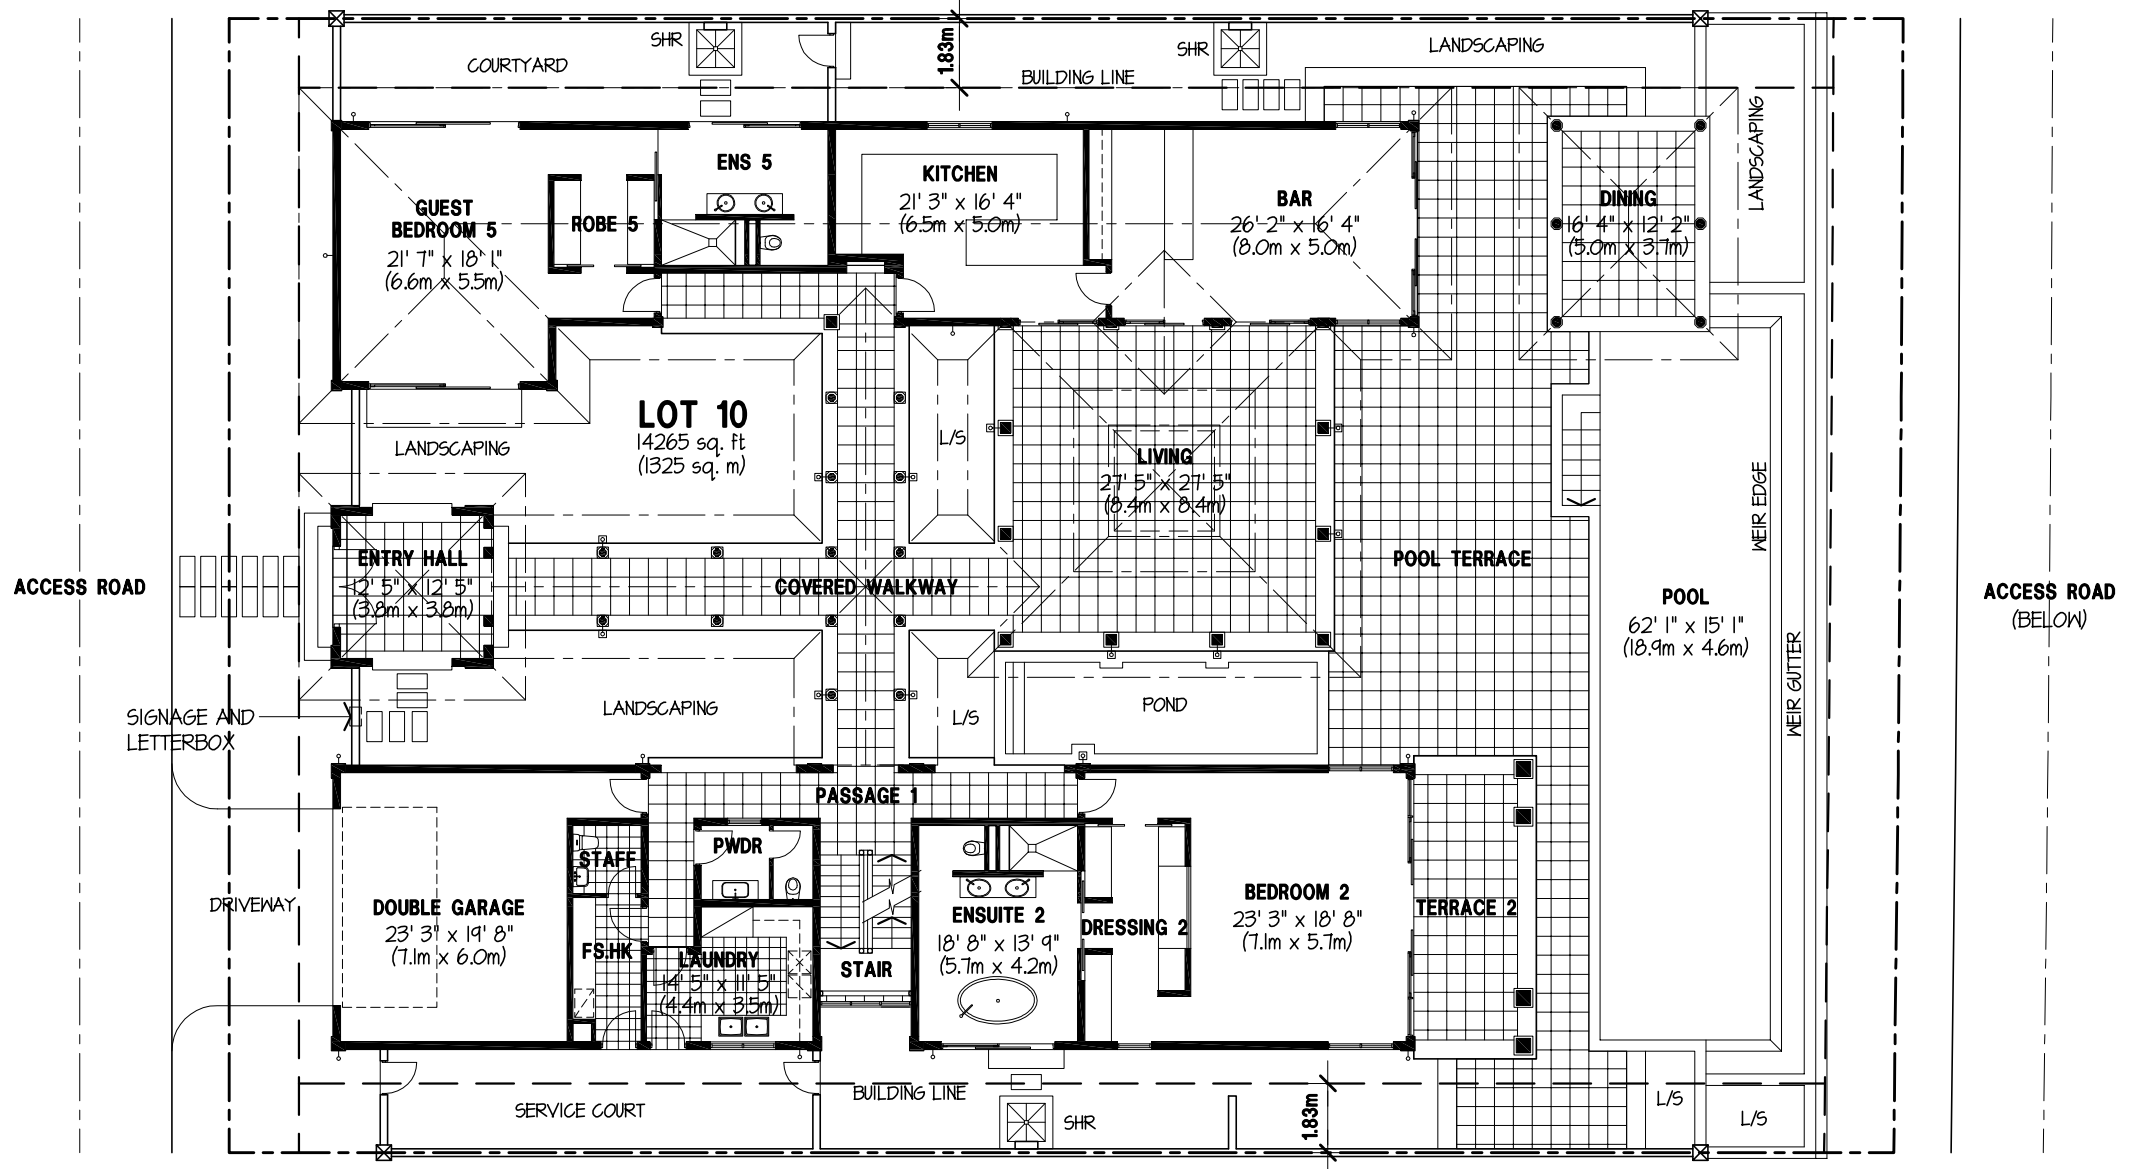 SHR
COURTYARD
1.83m
BUILDING LINE
SHR
LANDSCAPING
LANDSCAPING
ENS 5
KITCHEN
21' 3" x 16' 4"
(6.5m x 5.0m)
BAR
26' 2" x 16' 4"
(8.0m x 5.0m)
DINING
16' 4" x 12' 2"
(5.0m x 3.7m)
GUEST
BEDROOM 5
21' 7" x 18' 1"
(6.6m x 5.5m)
ROBE 5
LOT 10
14265 sq. ft
(1325 sq. m)
LANDSCAPING
L/S
LIVING
27' 5" x 27' 5"
(8.4m x 8.4m)
WEIR EDGE
ENTRY HALL
12' 5" x 12' 5"
(3.8m x 3.8m)
ACCESS ROAD
COVERED WALKWAY
POOL TERRACE
POOL
62' 1" x 15' 1"
(18.9m x 4.6m)
ACCESS ROAD
(BELOW)
WEIR GUTTER
SIGNAGE AND
LETTERBOX
LANDSCAPING
L/S
POND
PASSAGE 1
STAFF
PWDR
DRIVEWAY
DOUBLE GARAGE
23' 3" x 19' 8"
(7.1m x 6.0m)
FS.HK
LAUNDRY
14' 5" x 11' 5"
(4.4m x 3.5m)
STAIR
ENSUITE 2
18' 8" x 13' 9"
(5.7m x 4.2m)
DRESSING 2
BEDROOM 2
23' 3" x 18' 8"
(7.1m x 5.7m)
TERRACE 2
SERVICE COURT
BUILDING LINE
SHR
1.83m
L/S
L/S